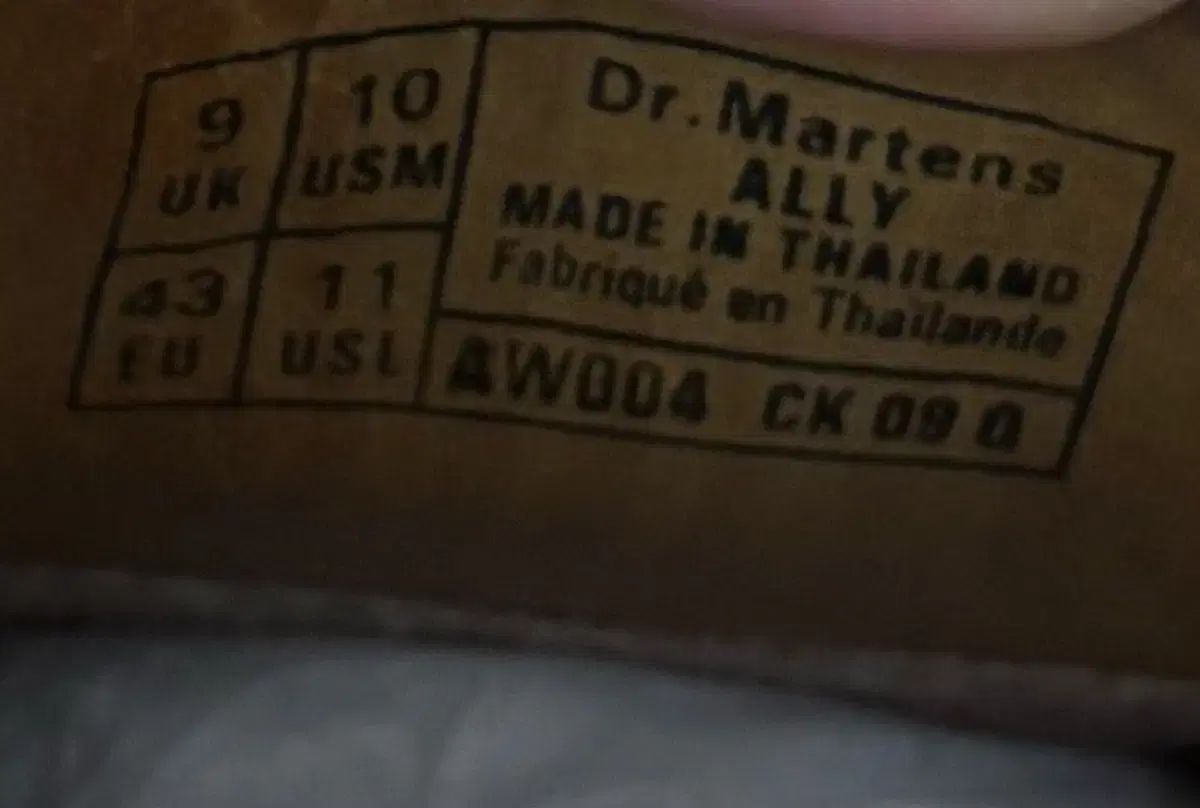 9
UK
10
USM
43
EU
11
USL
Dr.Martens
ALLY
MADE IN THAILAND
Fabriqué en Thailande
AW004 CK 09 Q